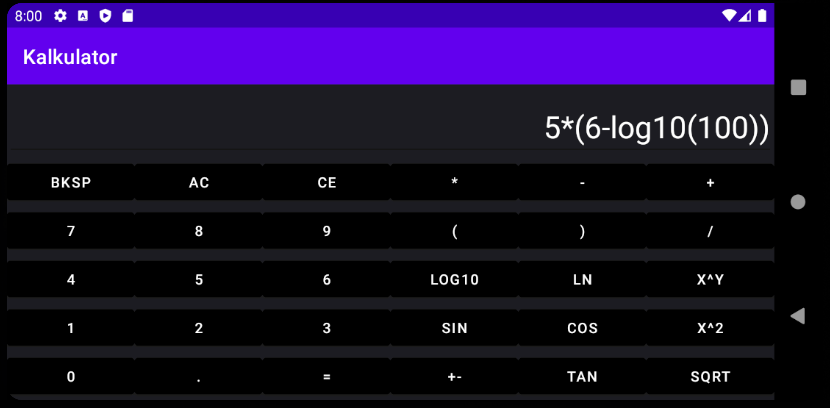 8:00
Kalkulator
5*(6-log10(100))
BKSP AC CE * - +
7 8 9 ( ) /
4 5 6 LOG10 LN X^Y
1 2 3 SIN COS X^2
0 . = +- TAN SQRT